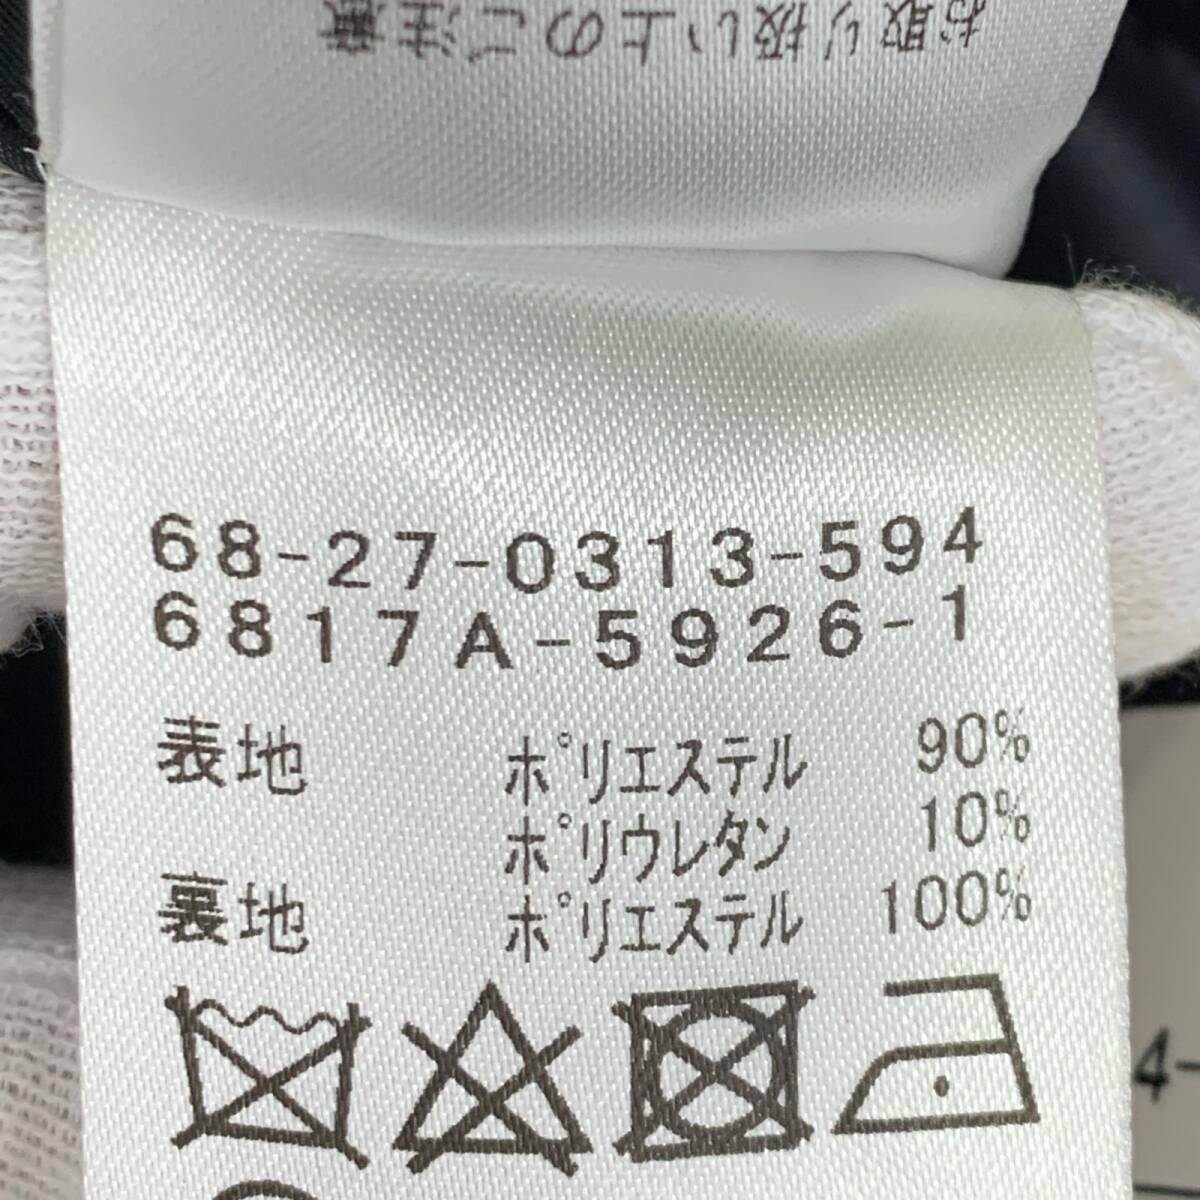 お取り扱い上のご注意
68-27-0313-594
6817A-5926-1
表地 ポリエステル 90%
ポリウレタン 10%
裏地 ポリエステル 100%
4-